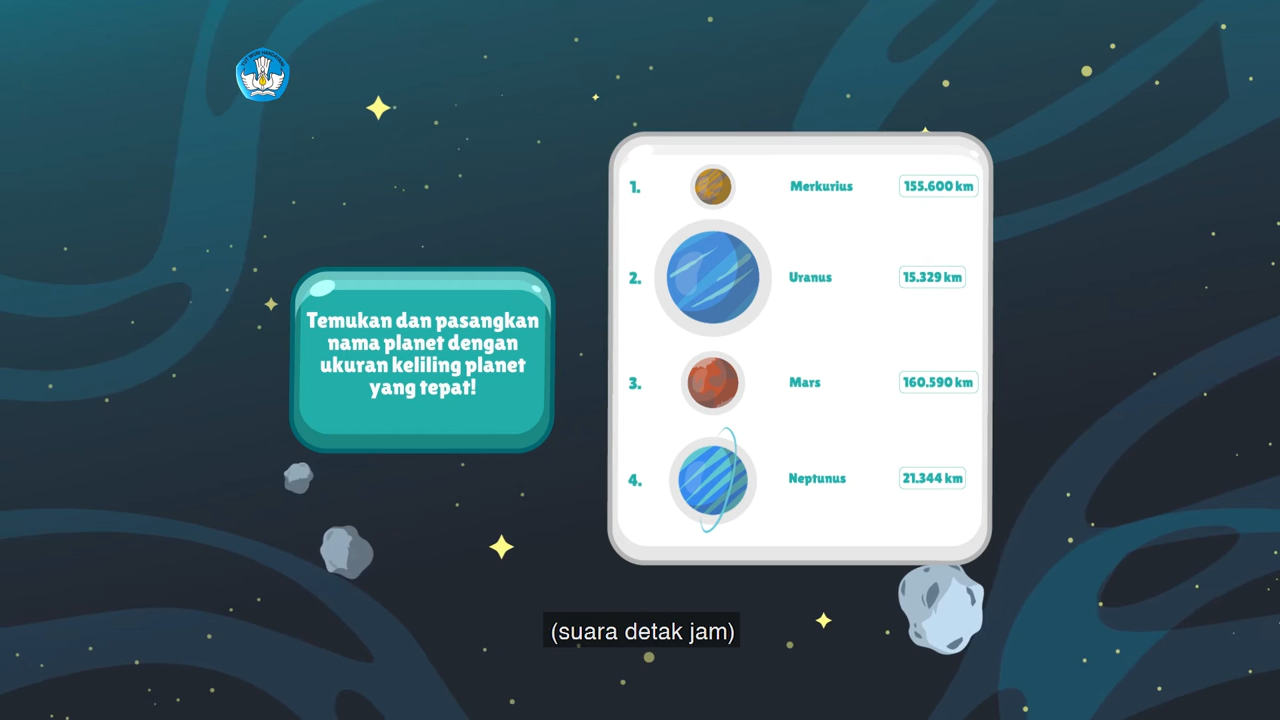 Temukan dan pasangkan
nama planet dengan
ukuran keliling planet
yang tepat!
1. Merkurius 155.600 km
2. Uranus 15.329 km
3. Mars 160.590 km
4. Neptunus 21.344 km
(suara detak jam)